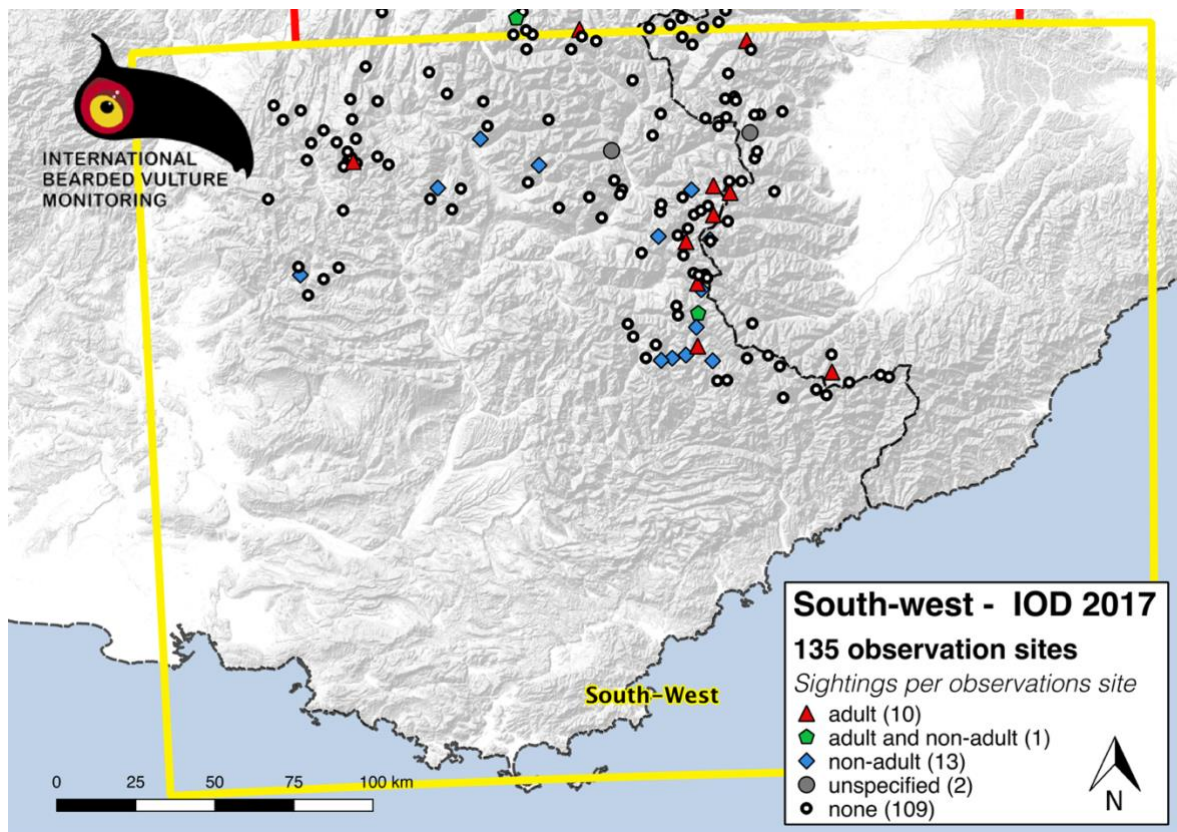 INTERNATIONAL
BEARDED VULTURE
MONITORING
South-West
0 25 50 75 100 km
South-west - IOD 2017
135 observation sites
Sightings per observations site
adult (10)
adult and non-adult (1)
non-adult (13)
unspecified (2)
none (109)
N